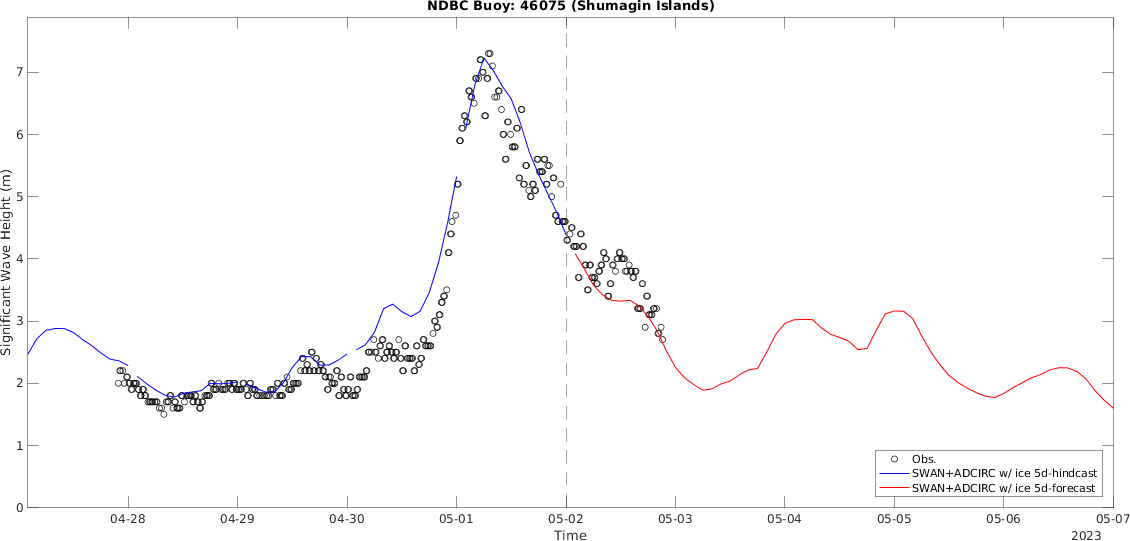 NDBC Buoy: 46075 (Shumagin Islands)
Significant Wave Height (m)
7
6
5
4
3
2
1
0
Obs.
SWAN+ADCIRC w/ ice 5d-hindcast
SWAN+ADCIRC w/ ice 5d-forecast
04-28 04-29 04-30 05-01 05-02 05-03 05-04 05-05 05-06 05-07
Time
2023